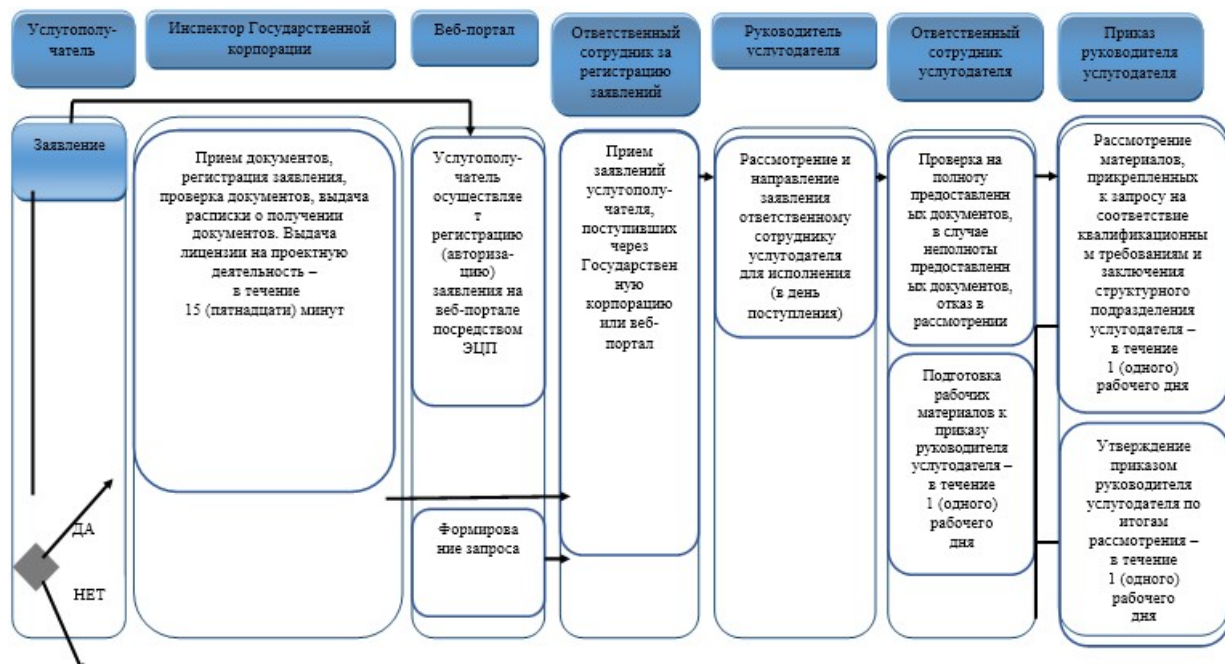 Услугополу-
чатель
Инспектор Государственной
корпорации
Веб-портал
Ответственный
сотрудник за
регистрацию
заявлений
Руководитель
услугодателя
Ответственный
сотрудник
услугодателя
Приказ
руководителя
услугодателя
Заявление
ДА
НЕТ
Прием документов,
регистрация заявления,
проверка документов, выдача
расписки о получении
документов. Выдача
лицензии на проектную
деятельность –
в течение
15 (пятнадцати) минут
Услугополу-
чатель
осуществляе
т
регистрацию
(авториза-
цию)
заявления на
веб-портале
посредством
ЭЦП
Формирова
ние запроса
Прием
заявлений
услугополу-
чателя,
поступивших
через
Государствен
ную
корпорацию
или веб-
портал
Рассмотрение и
направление
заявления
ответственному
сотруднику
услугодателя
для исполнения
(в день
поступления)
Проверка на
полноту
предоставленн
ых документов,
в случае
неполноты
предоставленн
ых документов,
отказ в
рассмотрении
Подготовка
рабочих
материалов к
приказу
руководителя
услугодателя –
в течение
1 (одного)
рабочего
дня
Рассмотрение
материалов,
прикрепленных
к запросу на
соответствие
квалификационны
м требованиям и
заключения
структурного
подразделения
услугодателя –
в течение
1 (одного)
рабочего дня
Утверждение
приказом
руководителя
услугодателя по
итогам
рассмотрения –
в течение
1 (одного)
рабочего
дня